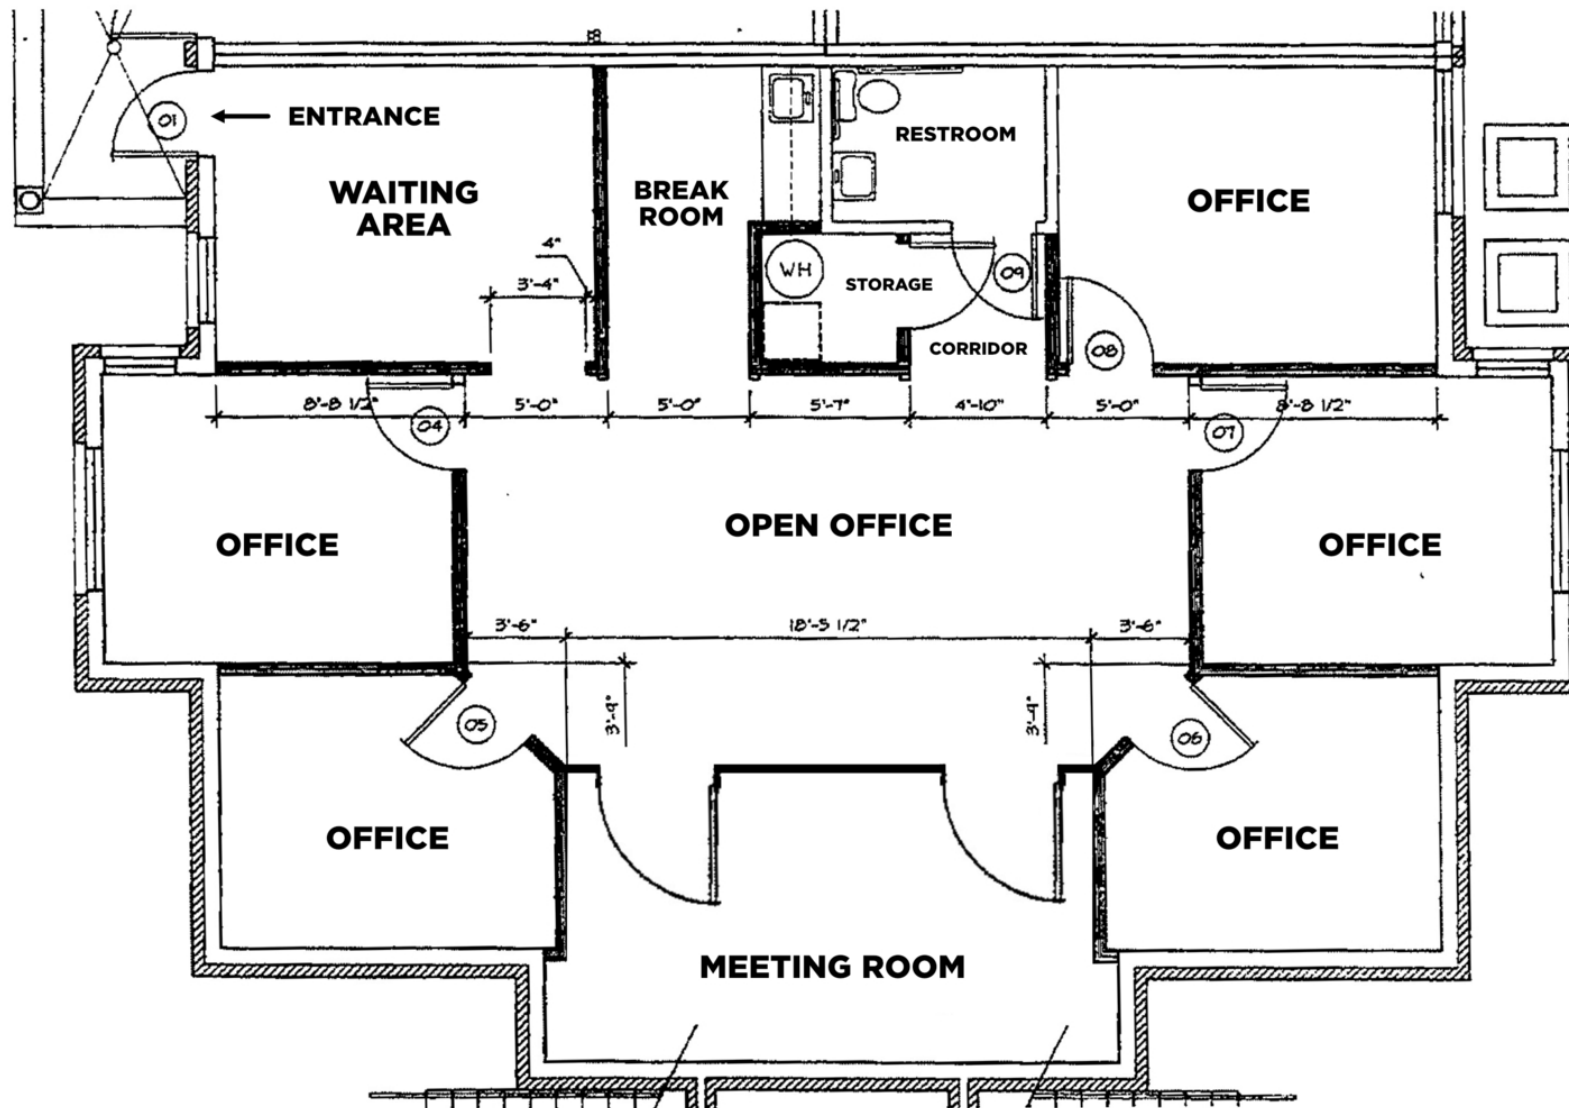 01
ENTRANCE
WAITING
AREA
BREAK
ROOM
RESTROOM
OFFICE
4"
3'-4"
WH
STORAGE
09
CORRIDOR
08
8'-8 1/2"
5'-0"
5'-0"
5'-7"
4'-10"
5'-0"
8'-8 1/2"
04
07
OFFICE
OPEN OFFICE
OFFICE
3'-6"
18'-5 1/2"
3'-6"
3'-9"
3'-9"
05
06
OFFICE
OFFICE
MEETING ROOM